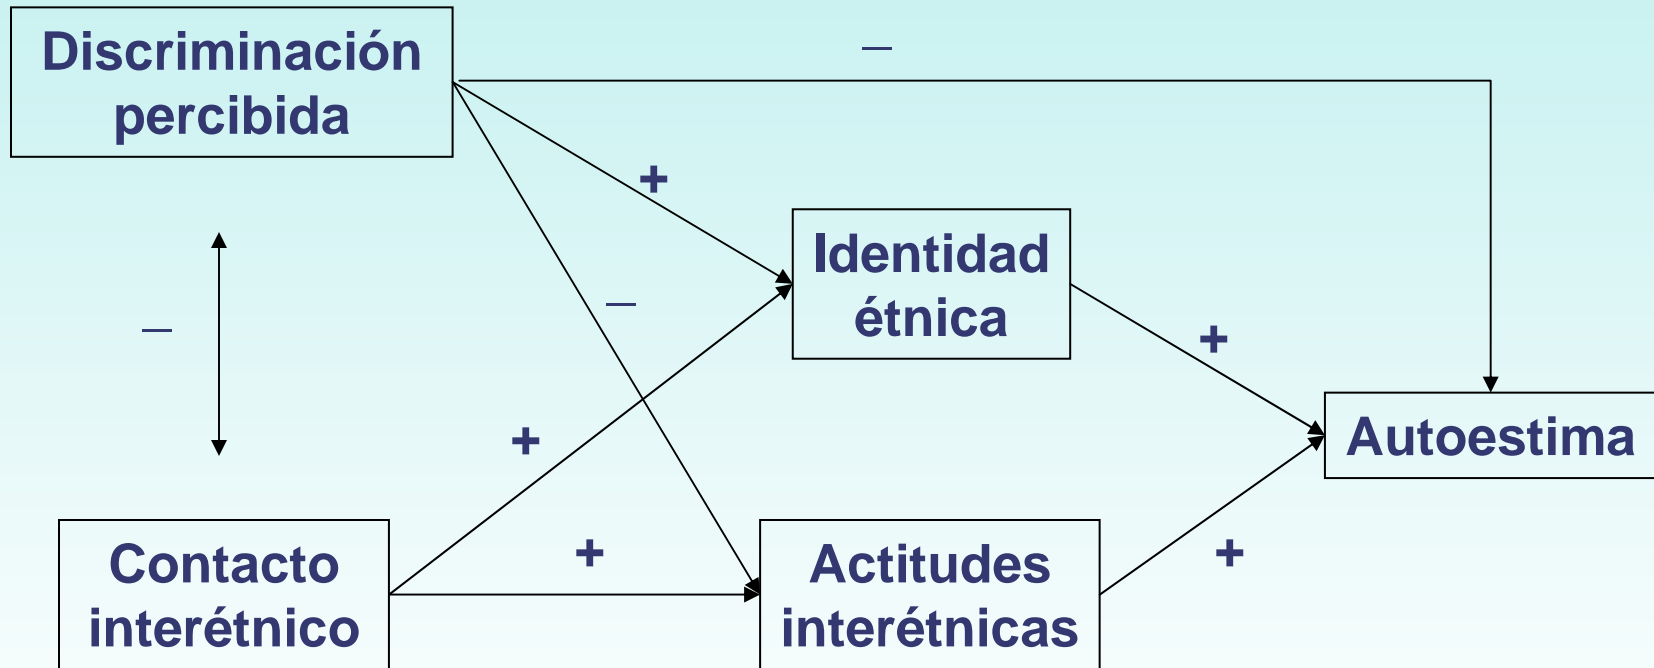 Discriminación
percibida
_
+
Identidad
étnica
_
_
+
+
Autoestima
+
Contacto
interétnico
+
Actitudes
interétnicas
+